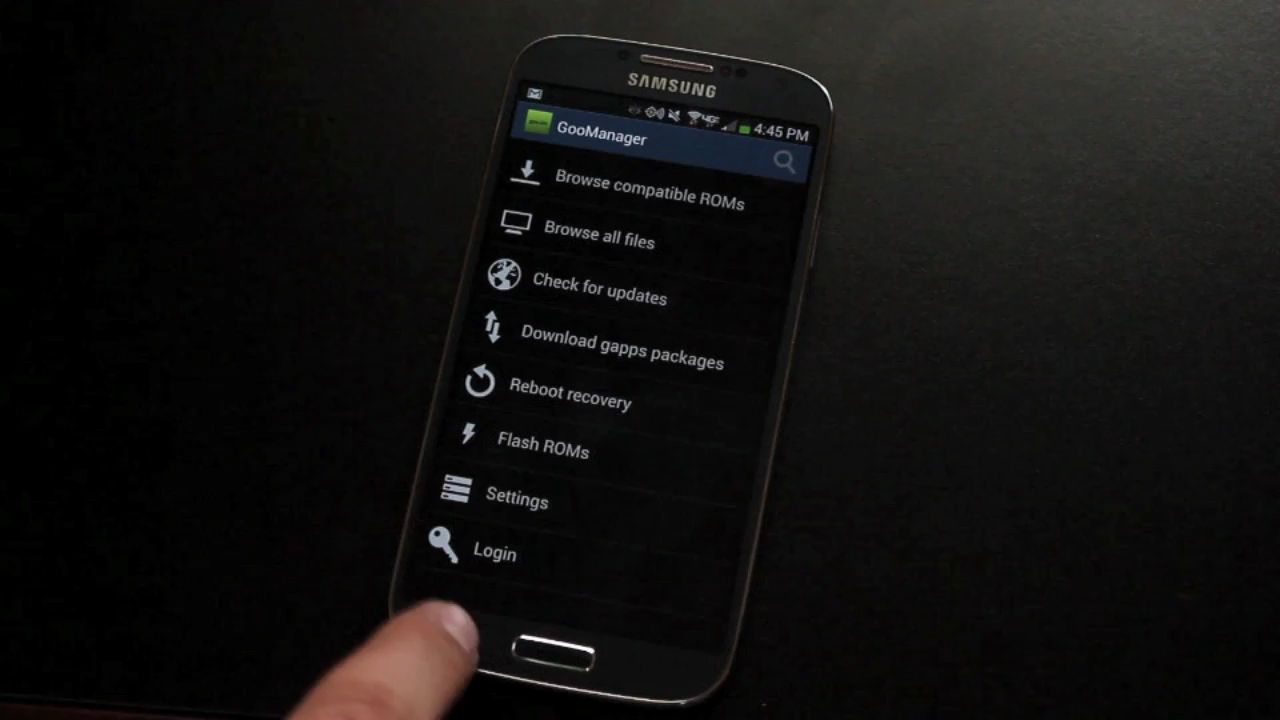 SAMSUNG
4G
4:45 PM
GooManager
Browse compatible ROMs
Browse all files
Check for updates
Download gapps packages
Reboot recovery
Flash ROMs
Settings
Login